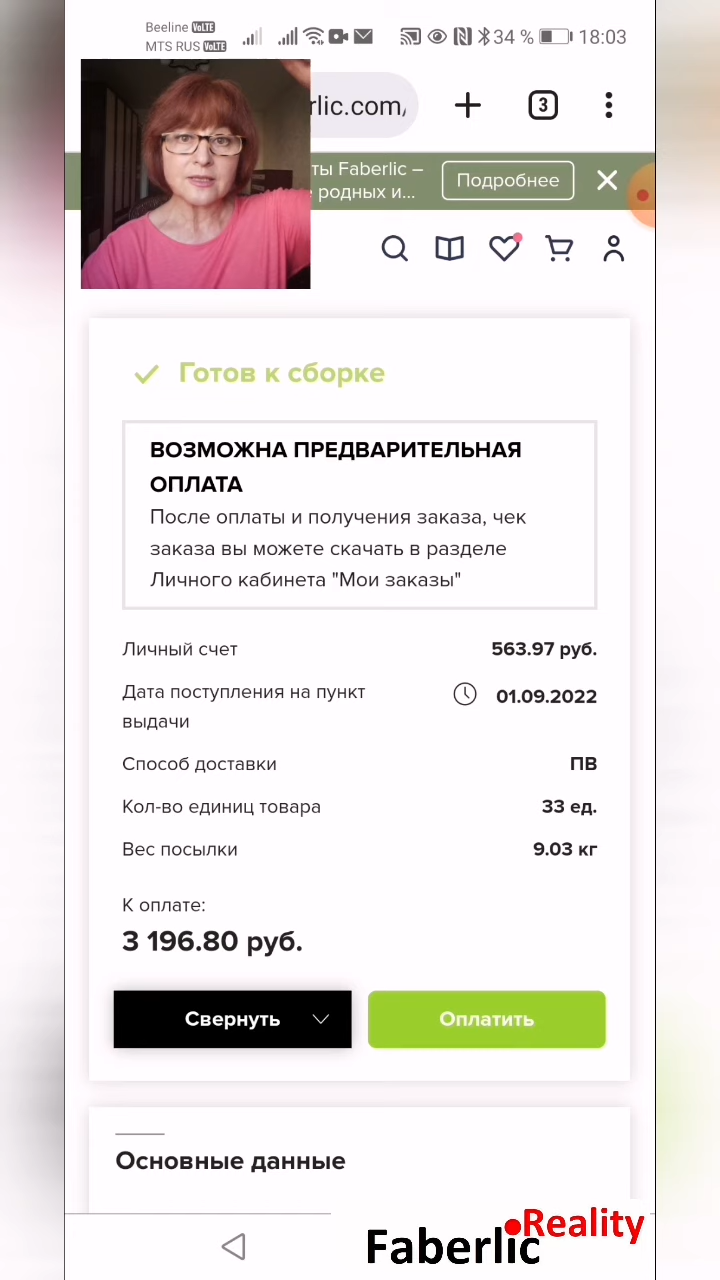 Beeline VoLTE
MTS RUS VoLTE
34 %
18:03
rlic.com,
3
ты Faberlic –
родных и...
Подробнее
Готов к сборке
ВОЗМОЖНА ПРЕДВАРИТЕЛЬНАЯ
ОПЛАТА
После оплаты и получения заказа, чек
заказа вы можете скачать в разделе
Личного кабинета "Мои заказы"
Личный счет 563.97 руб.
Дата поступления на пункт
выдачи 01.09.2022
Способ доставки ПВ
Кол-во единиц товара 33 ед.
Вес посылки 9.03 кг
К оплате:
3 196.80 руб.
Свернуть
Оплатить
Основные данные
Reality
Faberlic